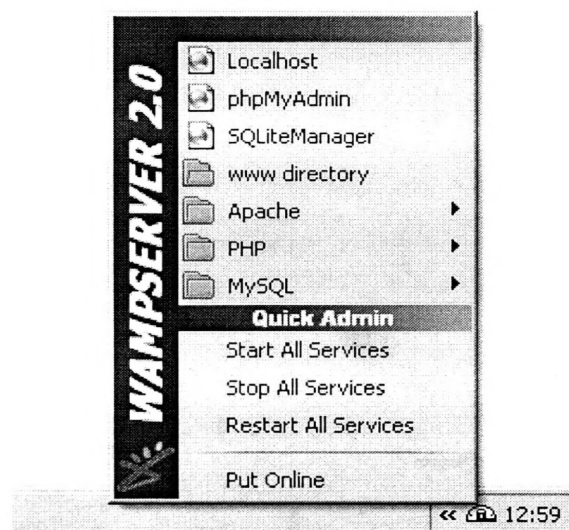 WAMPSERVER 2.0
Localhost
phpMyAdmin
SQLiteManager
www directory
Apache
PHP
MySQL
Quick Admin
Start All Services
Stop All Services
Restart All Services
Put Online
« 12:59